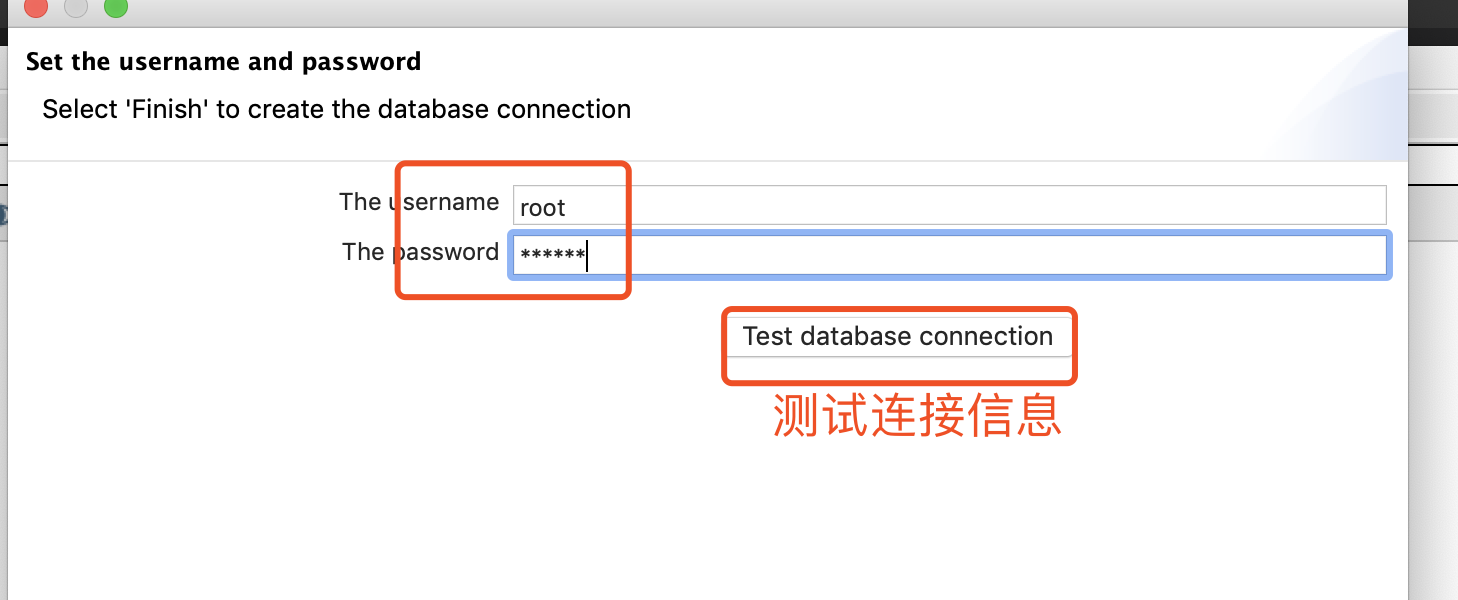 Set the username and password
Select 'Finish' to create the database connection
The username root
The password ******
Test database connection
测试连接信息